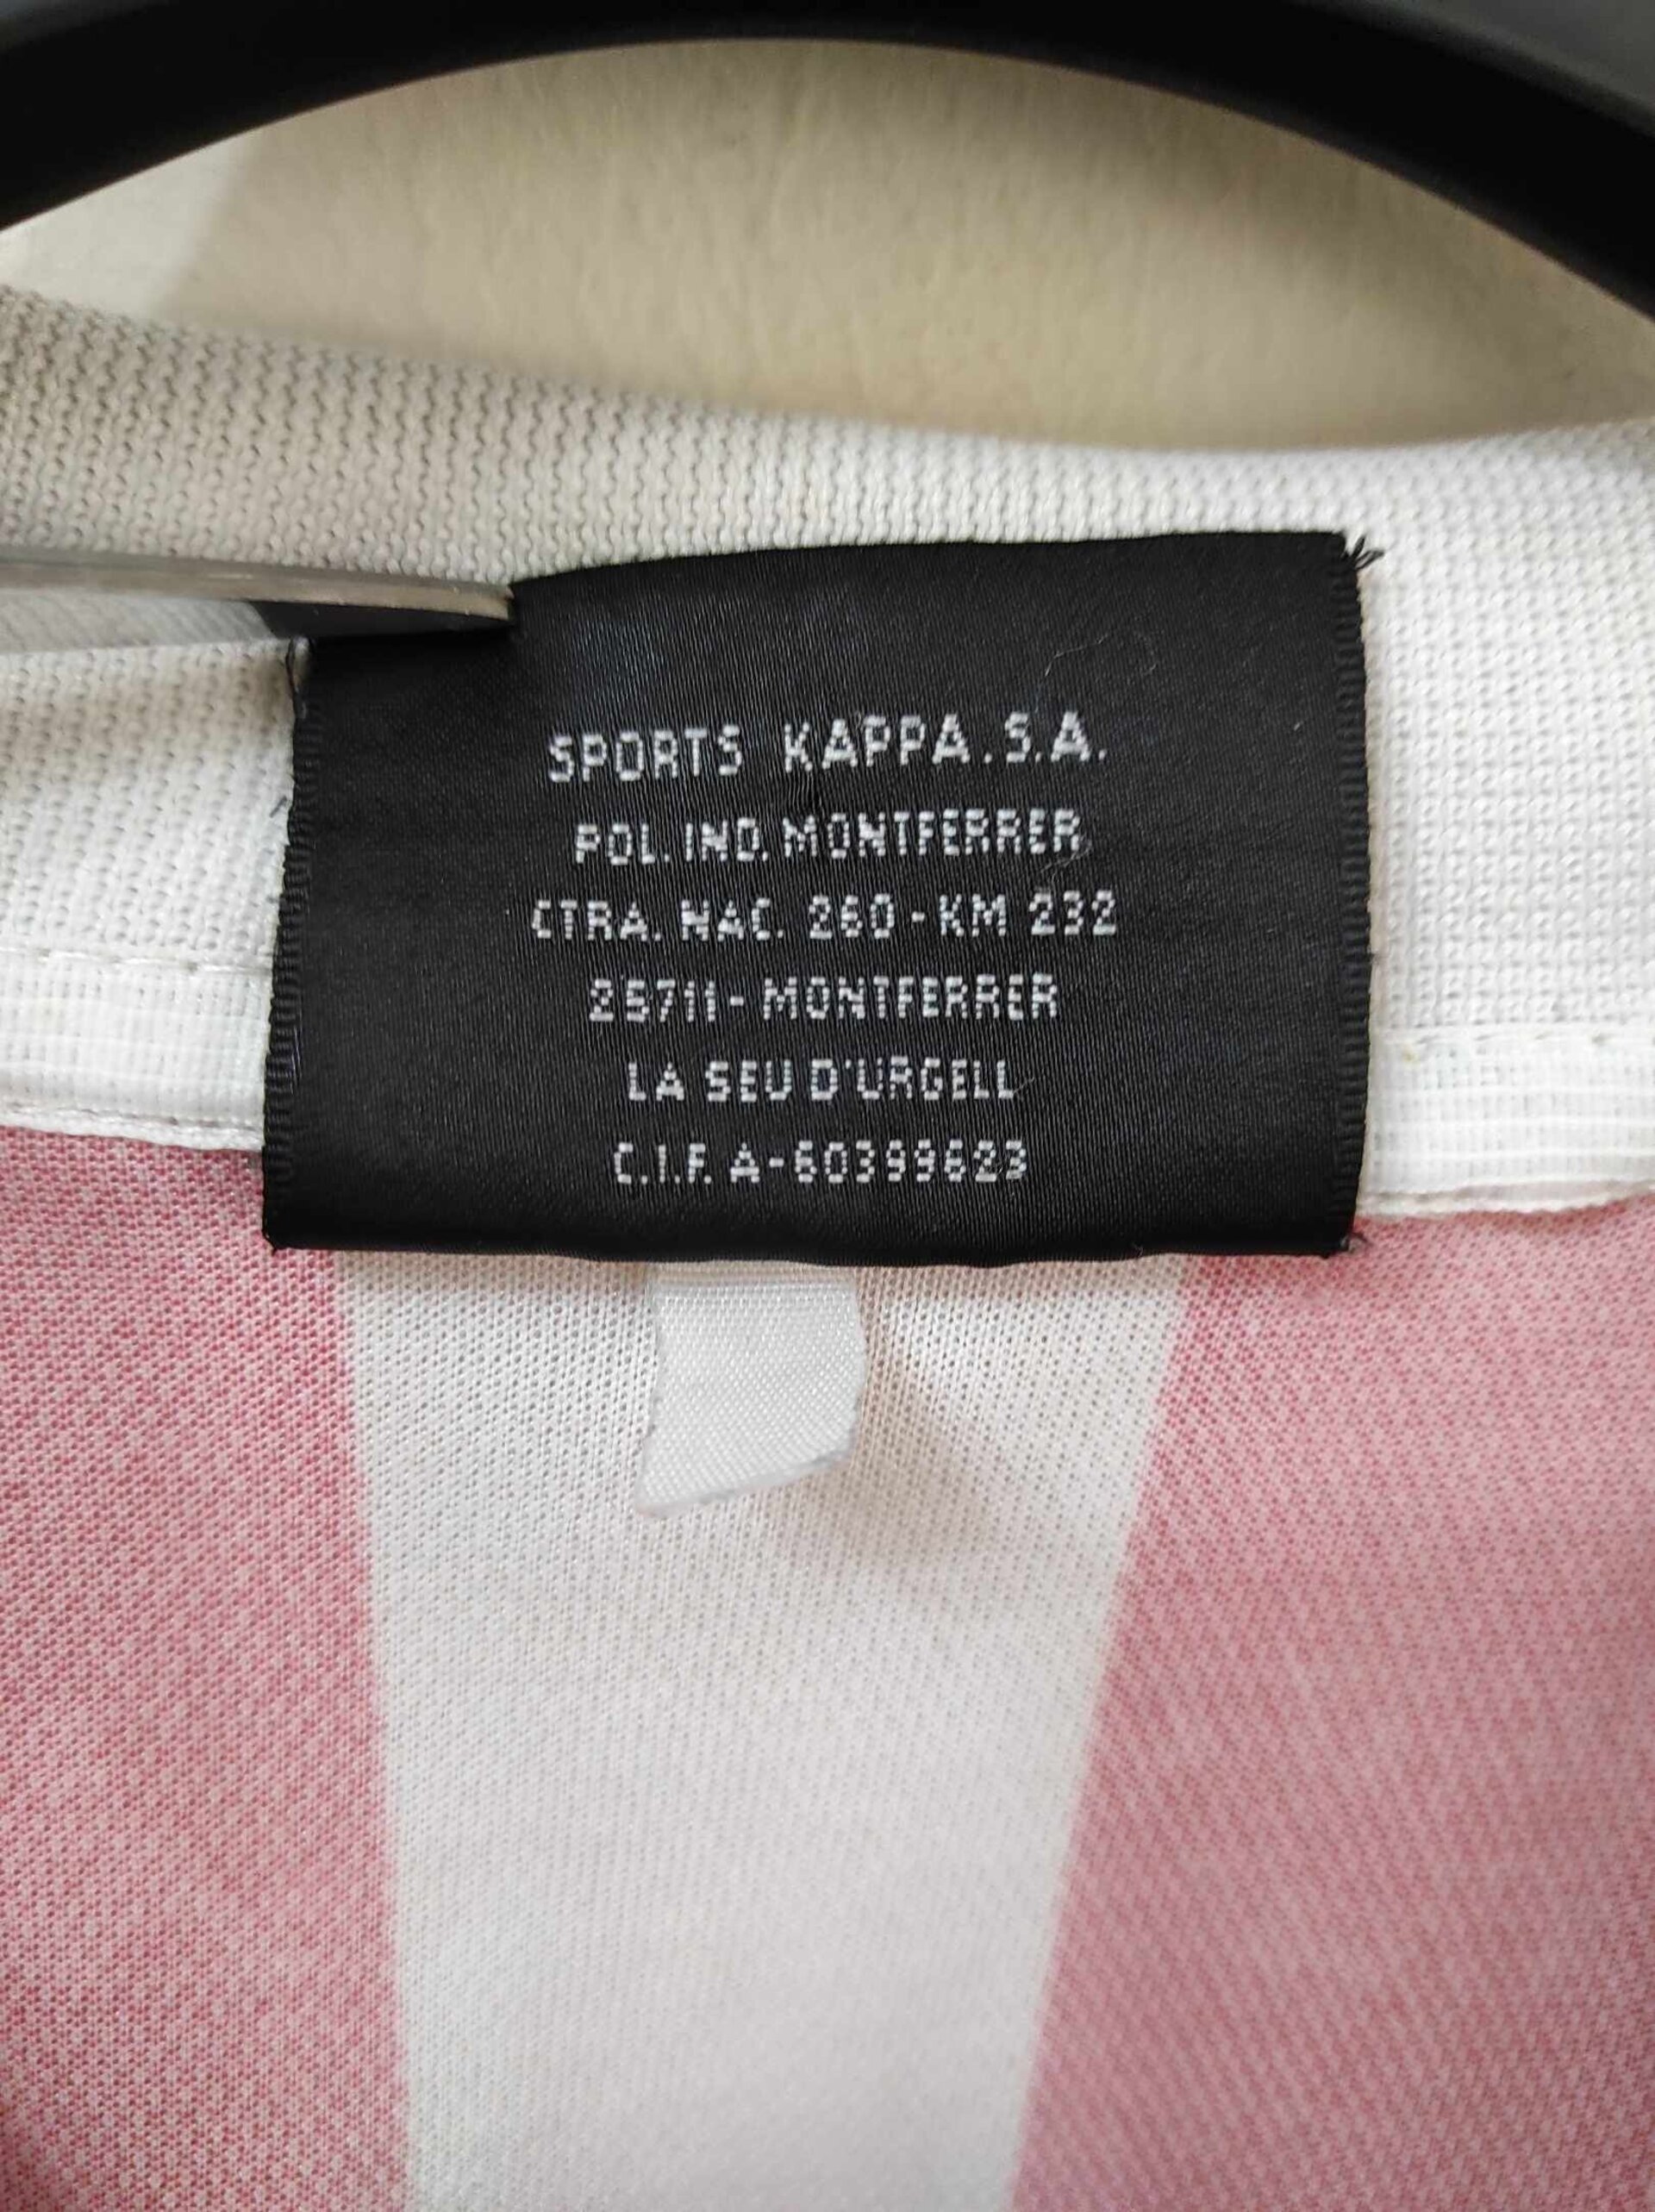 SPORTS KAPPA.S.A.
POL. IND. MONTFERRER
CTRA. NAC. 260 - KM 232
25711 - MONTFERRER
LA SEU D'URGELL
C.I.F. A-60399623